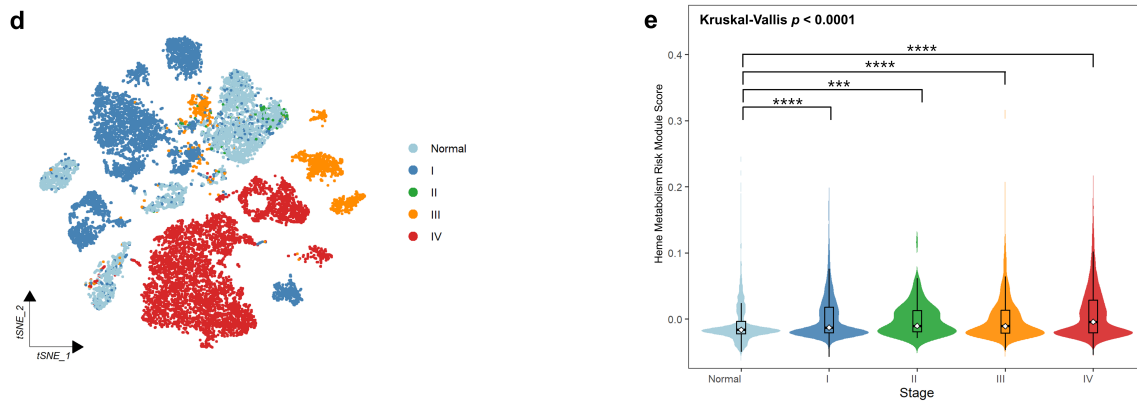 d
Normal
I
II
III
IV
tSNE_2
tSNE_1
e
Kruskal-Vallis p < 0.0001
****
****
***
****
Heme Metabolism Risk Module Score
0.4
0.3
0.2
0.1
0.0
Normal
I
II
III
IV
Stage